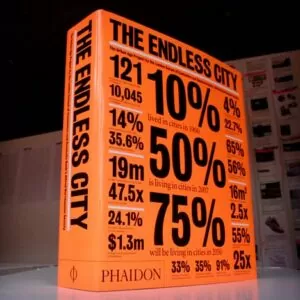 THE ENDLESS CITY
THE ENDLESS CITY
121
10,045
10%
4%
22.7%
lived in cities in 1900
14%
35.6%
50%
65%
56%
is living in cities in 2007
19m
47.5x
24.1%
$1.3m
75%
16m²
2.5x
55%
will be living in cities in 2050
33%
35%
91%
25x
PHAIDON